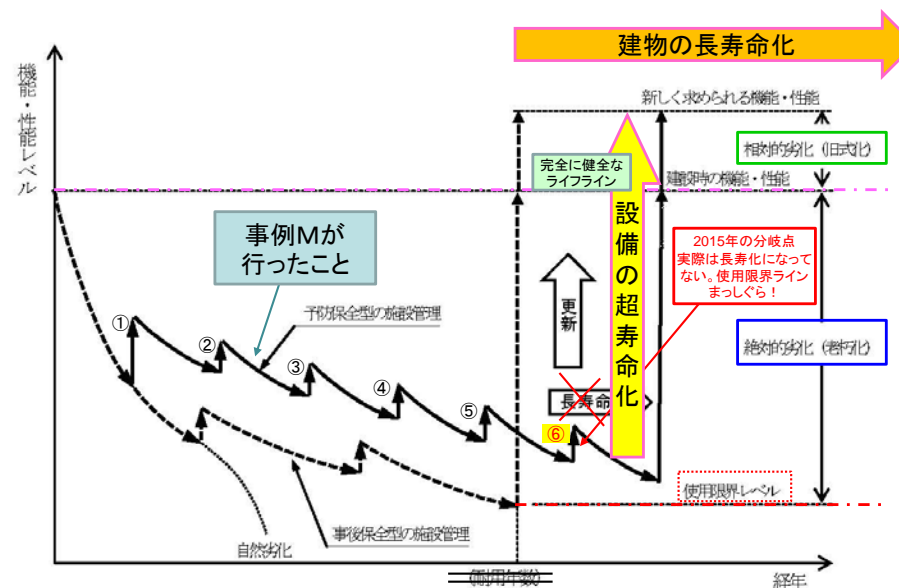 建物の長寿命化
機能・性能レベル
新しく求められる機能・性能
相対的劣化（旧式化）
完全に健全な
ライフライン
建設時の機能・性能
設備の超寿命化
事例Mが
行ったこと
2015年の分岐点
実際は長寿化になって
ない。使用限界ライン
まっしぐら！
予防保全型の施設管理
更新
絶対的劣化（老朽化）
①
②
③
④
⑤
⑥
長寿命
使用限界レベル
事後保全型の施設管理
自然劣化
（耐用年数）
経年